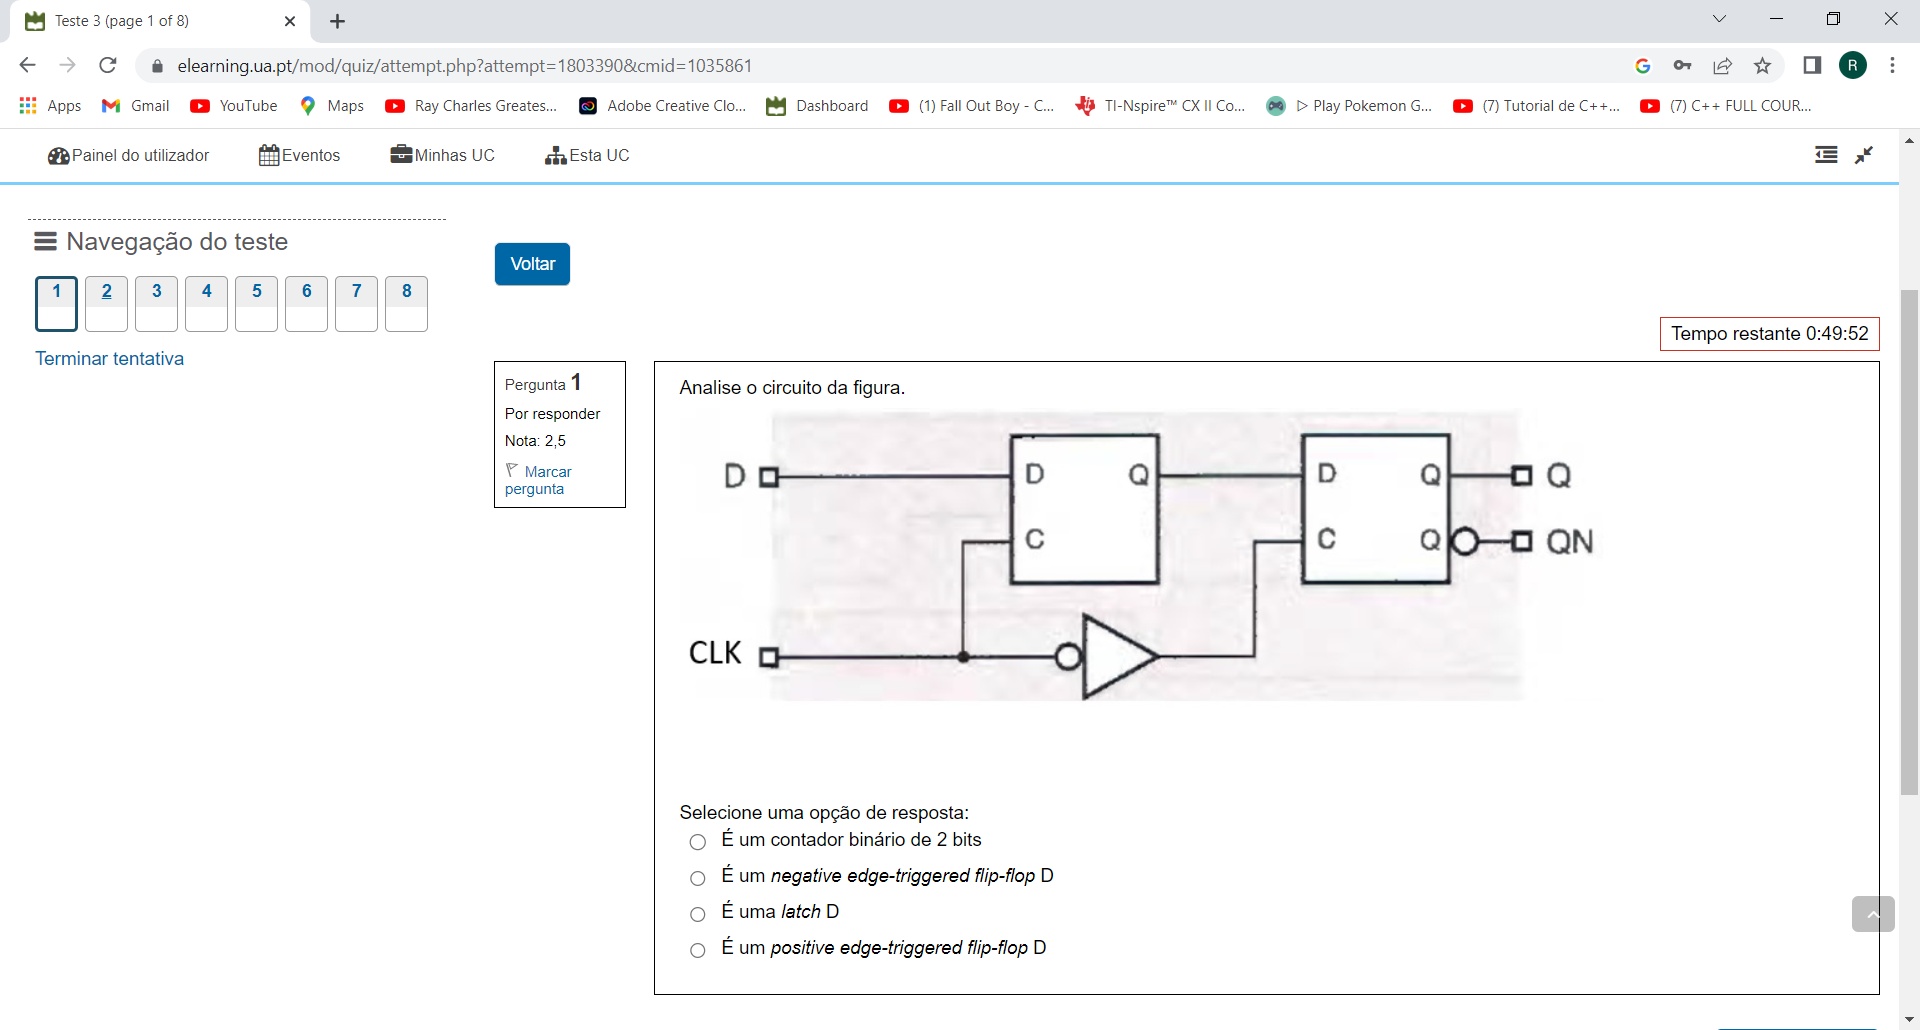 Teste 3 (page 1 of 8)
elearning.ua.pt/mod/quiz/attempt.php?attempt=1803390&cmid=1035861
R
Apps Gmail YouTube Maps Ray Charles Greates... Adobe Creative Clo... Dashboard (1) Fall Out Boy - C... TI-Nspire™ CX II Co... ▷ Play Pokemon G... (7) Tutorial de C++... (7) C++ FULL COUR...
Painel do utilizador Eventos Minhas UC Esta UC
Navegação do teste
1 2 3 4 5 6 7 8
Terminar tentativa
Voltar
Tempo restante 0:49:52
Pergunta 1
Por responder
Nota: 2,5
Marcar
pergunta
Analise o circuito da figura.
D D Q D Q Q
C C Q QN
CLK
Selecione uma opção de resposta:
É um contador binário de 2 bits
É um negative edge-triggered flip-flop D
É uma latch D
É um positive edge-triggered flip-flop D